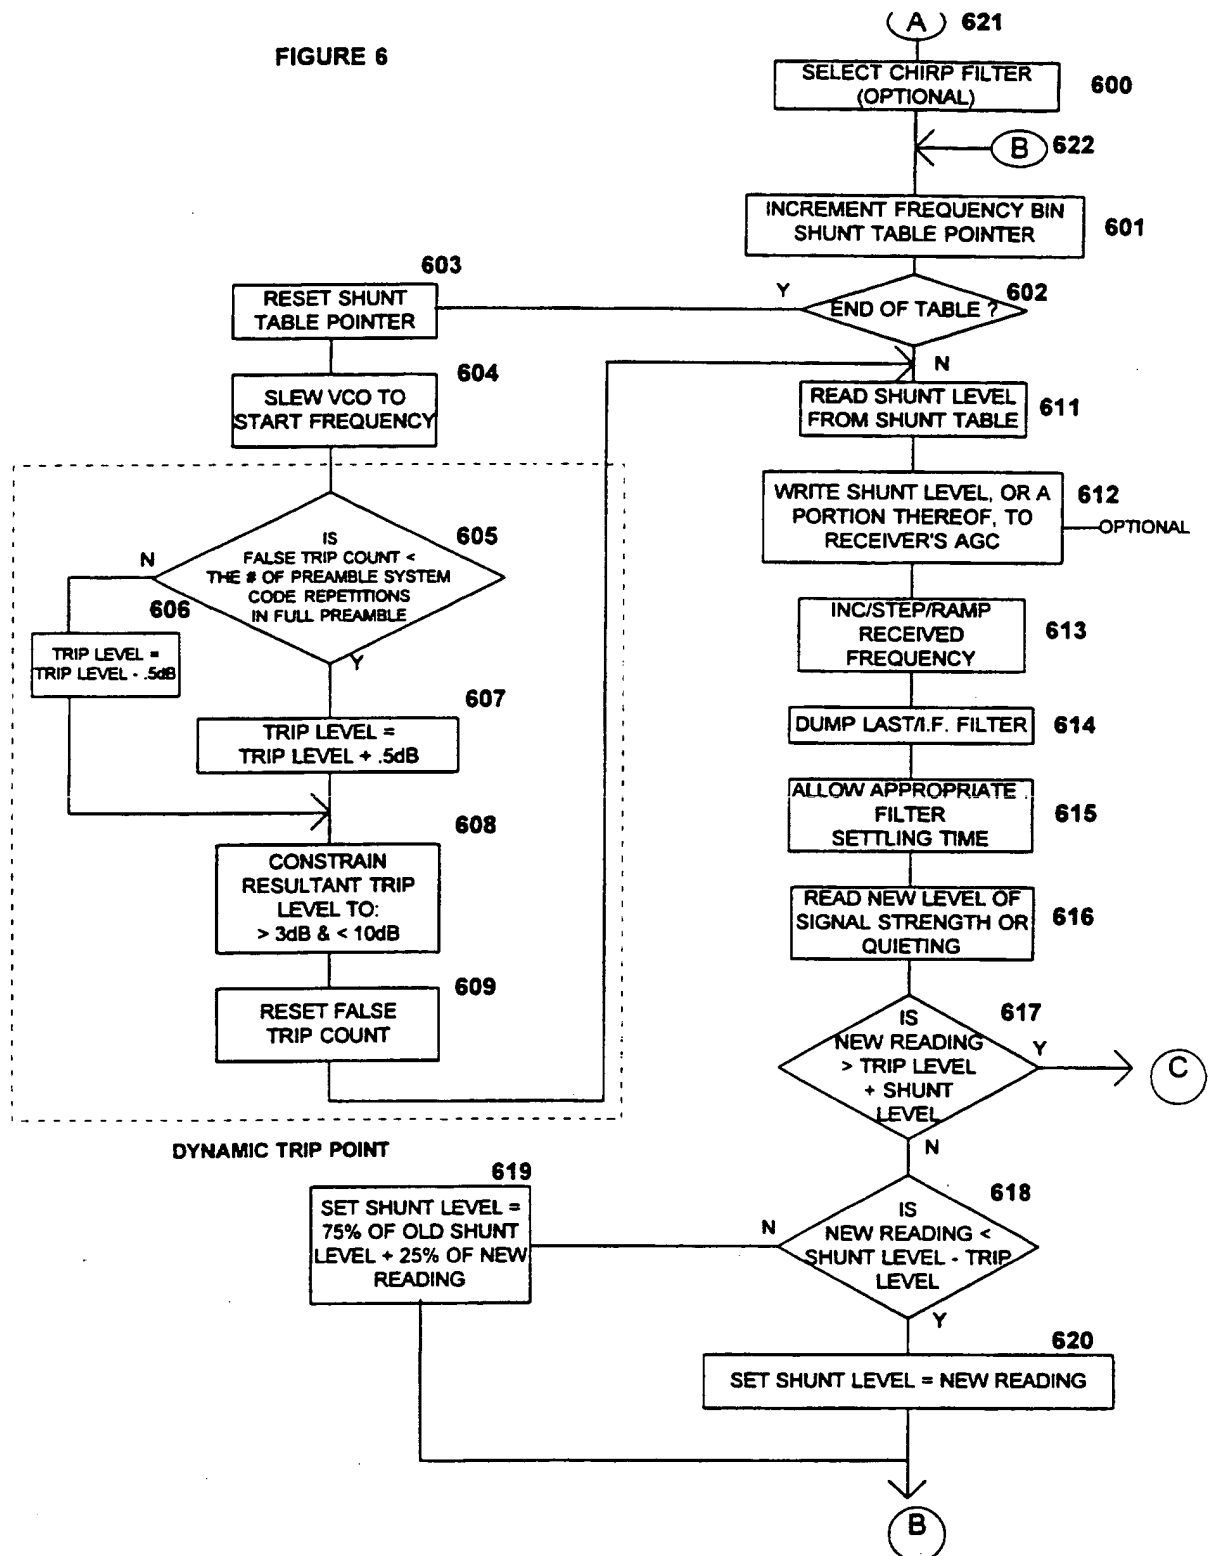 FIGURE 6
A 621
SELECT CHIRP FILTER
(OPTIONAL)
600
B 622
INCREMENT FREQUENCY BIN
SHUNT TABLE POINTER
601
602
END OF TABLE ?
Y
N
603
RESET SHUNT
TABLE POINTER
604
SLEW VCO TO
START FREQUENCY
605
IS
FALSE TRIP COUNT <
THE # OF PREAMBLE SYSTEM
CODE REPETITIONS
IN FULL PREAMBLE
N
Y
606
TRIP LEVEL =
TRIP LEVEL - .5dB
607
TRIP LEVEL =
TRIP LEVEL + .5dB
608
CONSTRAIN
RESULTANT TRIP
LEVEL TO:
> 3dB & < 10dB
609
RESET FALSE
TRIP COUNT
DYNAMIC TRIP POINT
READ SHUNT LEVEL
FROM SHUNT TABLE
611
WRITE SHUNT LEVEL, OR A
PORTION THEREOF, TO
RECEIVER'S AGC
612
OPTIONAL
INC/STEP/RAMP
RECEIVED
FREQUENCY
613
DUMP LAST/I.F. FILTER
614
ALLOW APPROPRIATE
FILTER
SETTLING TIME
615
READ NEW LEVEL OF
SIGNAL STRENGTH OR
QUIETING
616
617
IS
NEW READING
> TRIP LEVEL
+ SHUNT
LEVEL
Y
C
N
618
IS
NEW READING <
SHUNT LEVEL - TRIP
LEVEL
N
Y
619
SET SHUNT LEVEL =
75% OF OLD SHUNT
LEVEL + 25% OF NEW
READING
620
SET SHUNT LEVEL = NEW READING
B